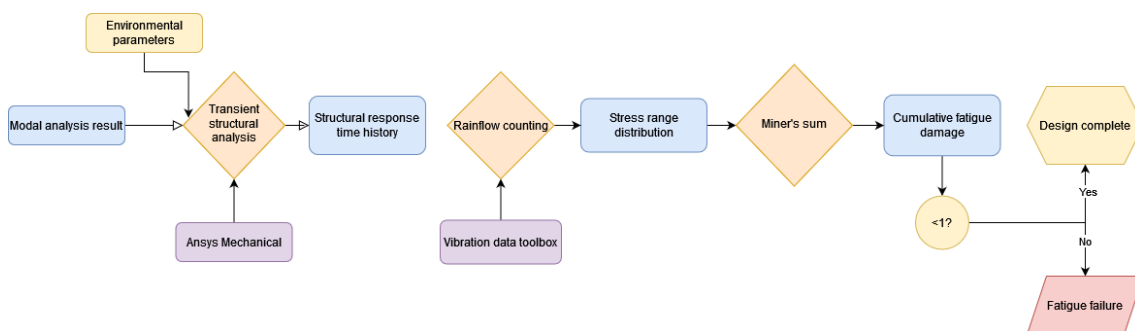 Environmental
parameters
Modal analysis result
Transient
structural
analysis
Structural response
time history
Ansys Mechanical
Rainflow counting
Vibration data toolbox
Stress range
distribution
Miner's sum
Cumulative fatigue
damage
<1?
Design complete
Yes
No
Fatigue failure